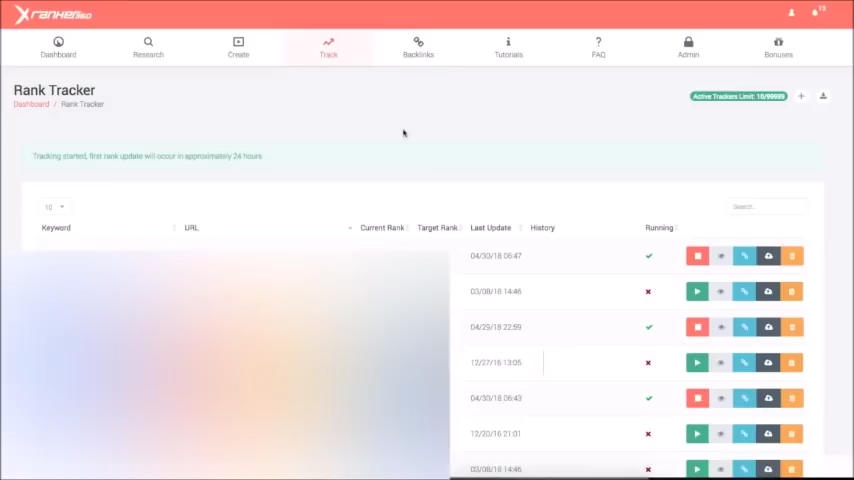 Xranker360
13
Dashboard
Research
Create
Track
Backlinks
Tutorials
FAQ
Admin
Bonuses
Rank Tracker
Dashboard / Rank Tracker
Active Trackers Limit: 10/99999
Tracking started, first rank update will occur in approximately 24 hours
10
Search...
Keyword URL Current Rank Target Rank Last Update History Running
04/30/18 06:47
03/08/18 14:46
04/29/18 22:59
12/27/16 13:05
04/30/18 06:43
12/20/16 21:01
03/08/18 14:46